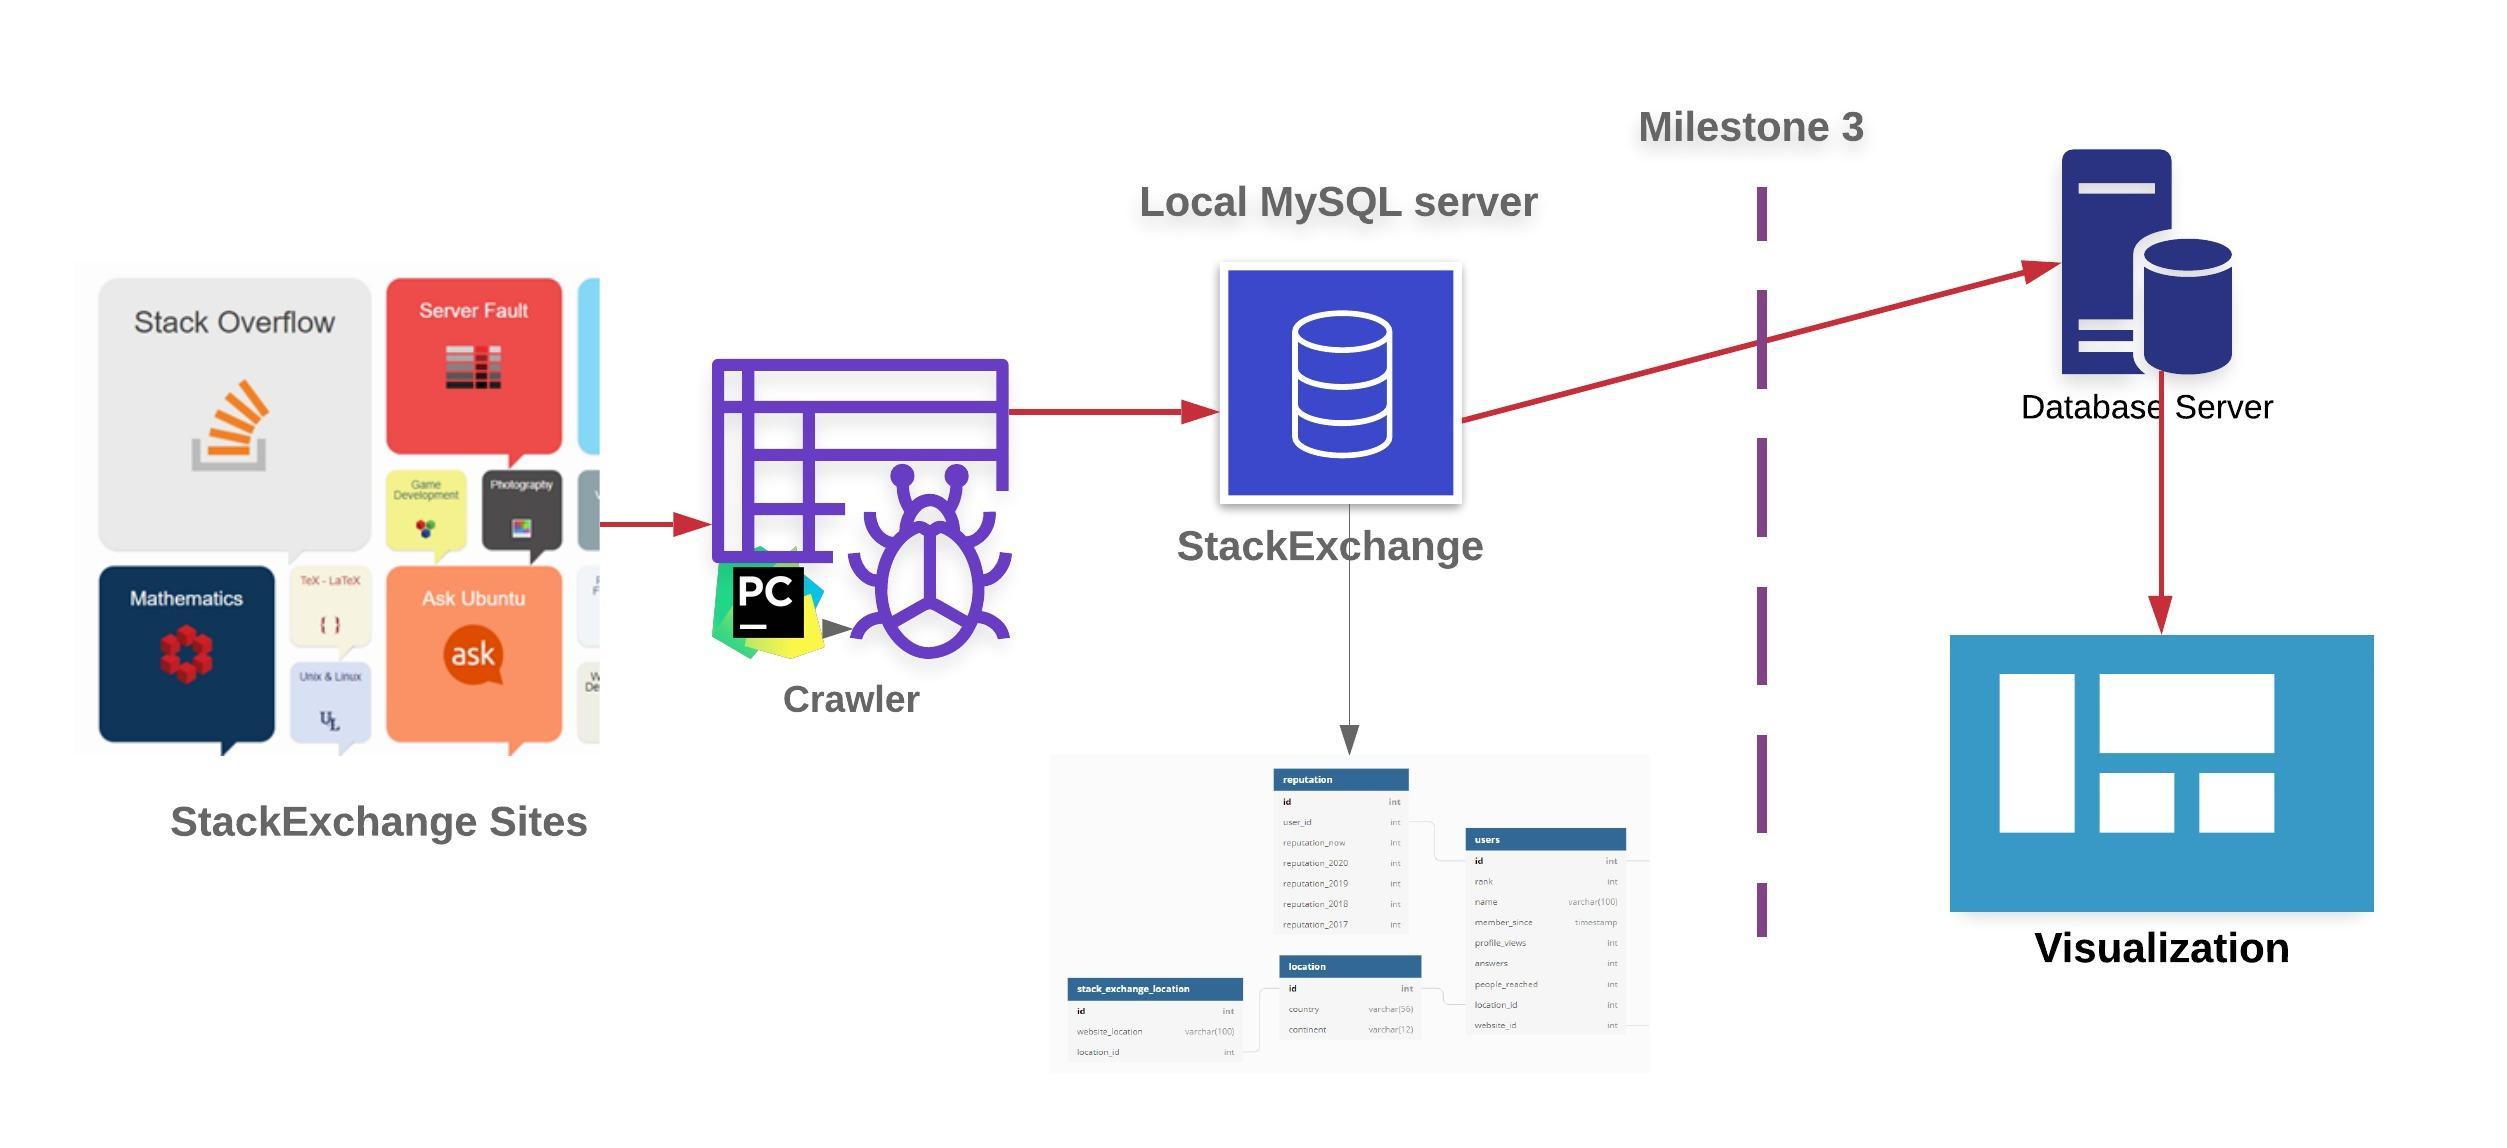 Milestone 3
Local MySQL server
Stack Overflow
Server Fault
Game
Development
Photography
Mathematics
TeX - LaTeX
{ }
Ask Ubuntu
ask
Unix & Linux
UL
StackExchange Sites
PC
Crawler
StackExchange
reputation
id int
user_id int
reputation_now int
reputation_2020 int
reputation_2019 int
reputation_2018 int
reputation_2017 int
users
id int
rank int
name varchar(100)
member_since timestamp
profile_views int
answers int
people_reached int
location_id int
website_id int
location
id int
country varchar(56)
continent varchar(12)
stack_exchange_location
id int
website_location varchar(100)
location_id int
Database Server
Visualization